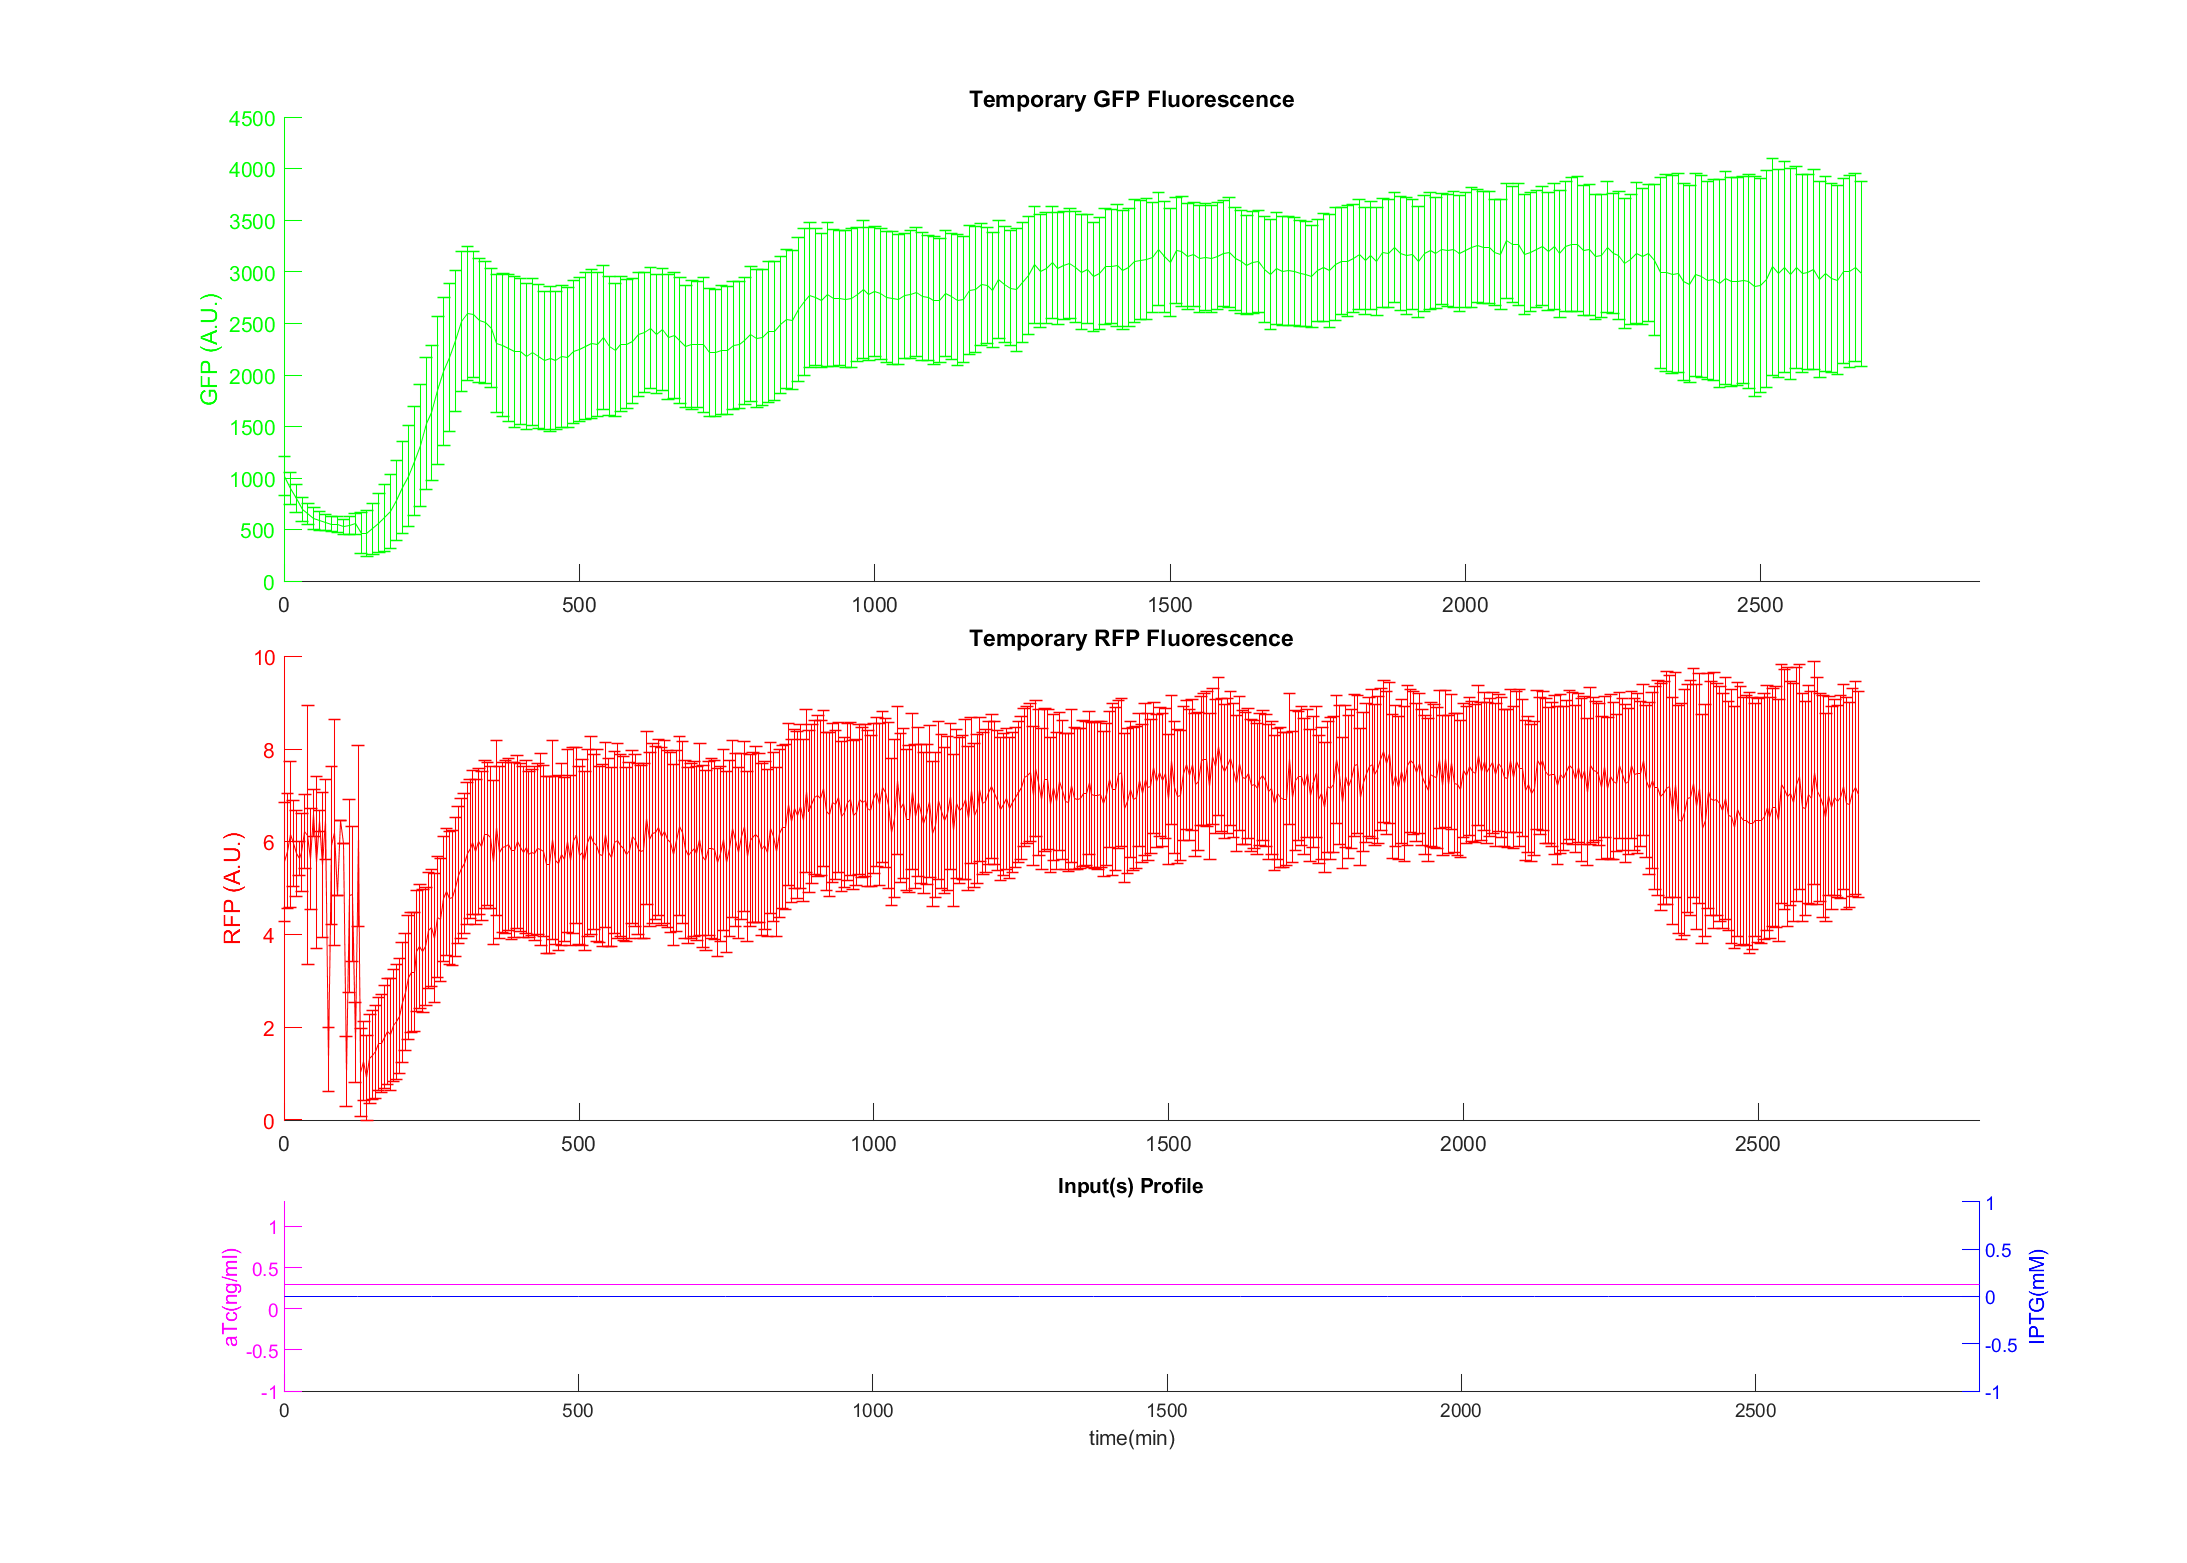 Temporary GFP Fluorescence
4500
4000
3500
3000
2500
2000
1500
1000
500
0
GFP (A.U.)
0 500 1000 1500 2000 2500
Temporary RFP Fluorescence
10
8
6
4
2
0
RFP (A.U.)
0 500 1000 1500 2000 2500
Input(s) Profile
1
0.5
0
-0.5
-1
aTc(ng/ml)
1
0.5
0
-0.5
-1
IPTG(mM)
0 500 1000 1500 2000 2500
time(min)